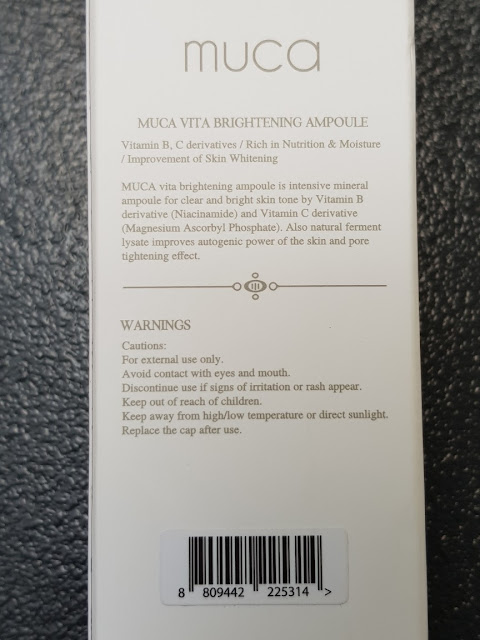 muca
MUCA VITA BRIGHTENING AMPOULE
Vitamin B, C derivatives / Rich in Nutrition & Moisture
/ Improvement of Skin Whitening
MUCA vita brightening ampoule is intensive mineral
ampoule for clear and bright skin tone by Vitamin B
derivative (Niacinamide) and Vitamin C derivative
(Magnesium Ascorbyl Phosphate). Also natural ferment
lysate improves autogenic power of the skin and pore
tightening effect.
WARNINGS
Cautions:
For external use only.
Avoid contact with eyes and mouth.
Discontinue use if signs of irritation or rash appear.
Keep out of reach of children.
Keep away from high/low temperature or direct sunlight.
Replace the cap after use.
8 809442 225314 >